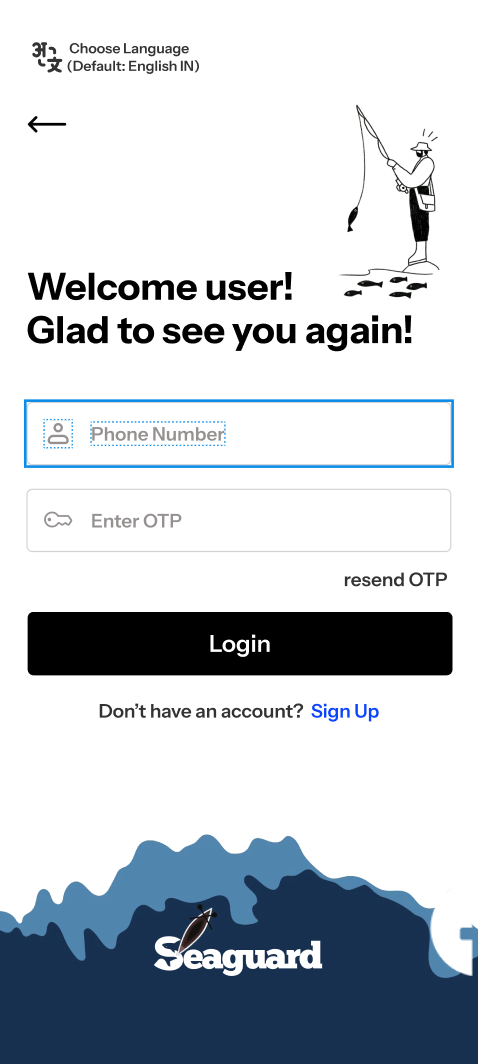 अ 文
Choose Language
(Default: English IN)
Welcome user!
Glad to see you again!
Phone Number
Enter OTP
resend OTP
Login
Don’t have an account? Sign Up
Seaguard